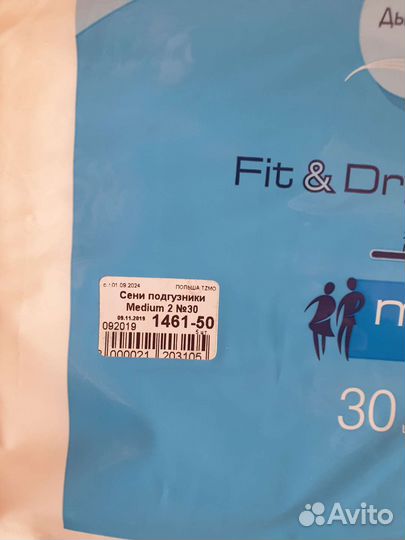 Ды
Fit & Dr
01.09.2024 ПОЛЬША TZMO
Сени подгузники
Medium 2 №30
09.11.2019 1461-50
092019
000021 203105
m
30
Avito